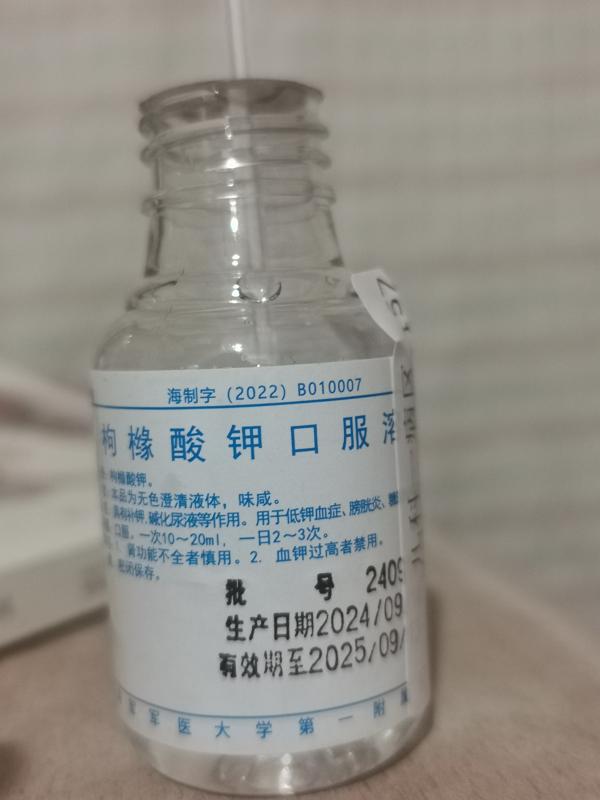 海制字（2022）B010007
枸橼酸钾口服溶
枸橼酸钾。
本品为无色澄清液体，味咸。
具有补钾、碱化尿液等作用。用于低钾血症、膀胱炎、
口服，一次10～20ml，一日2～3次。
1. 肾功能不全者慎用。2. 血钾过高者禁用。
密闭保存。
批 号 2409
生产日期2024/09
有效期至2025/09/
军医大学第一附属